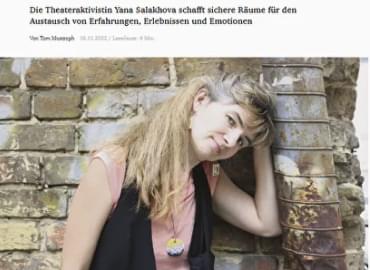 Die Theateraktivistin Yana Salakhova schafft sichere Räume für den
Austausch von Erfahrungen, Erlebnissen und Emotionen
Von Tom Mustroph